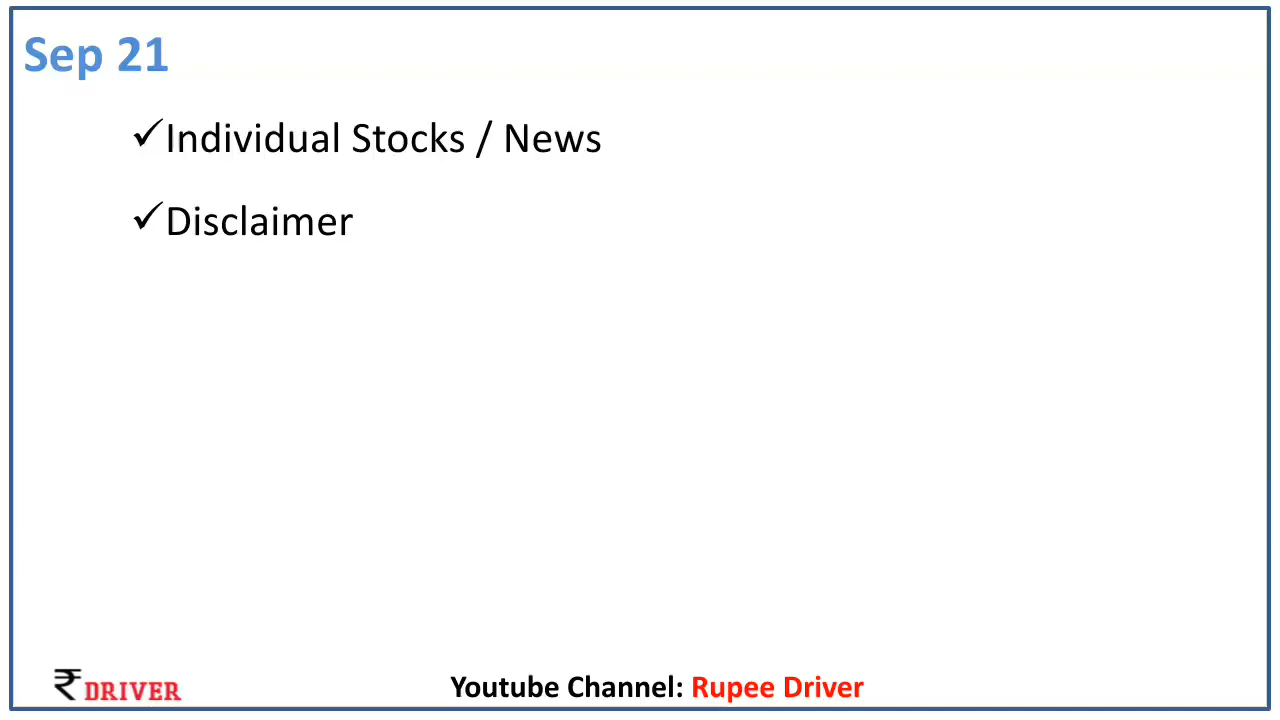 Sep 21
✓Individual Stocks / News
✓Disclaimer
₹ DRIVER
Youtube Channel: Rupee Driver